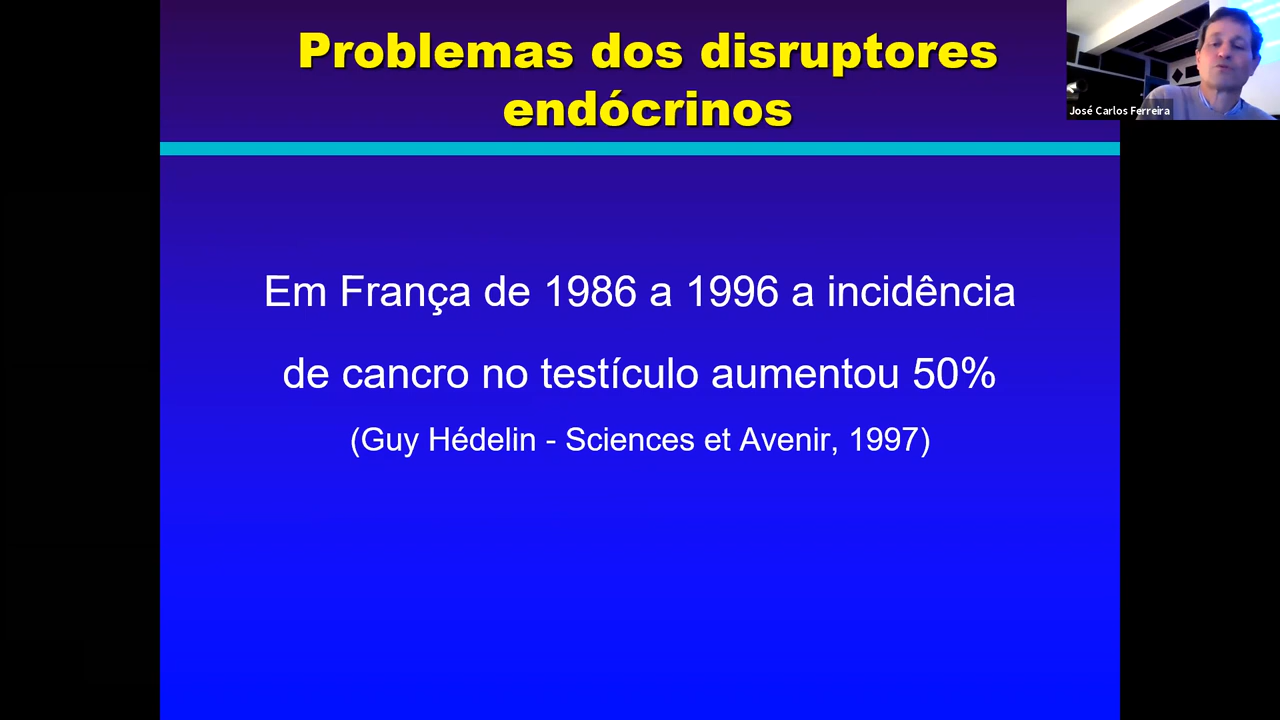 Problemas dos disruptores
endócrinos
José Carlos Ferreira
Em França de 1986 a 1996 a incidência
de cancro no testículo aumentou 50%
(Guy Hédelin - Sciences et Avenir, 1997)